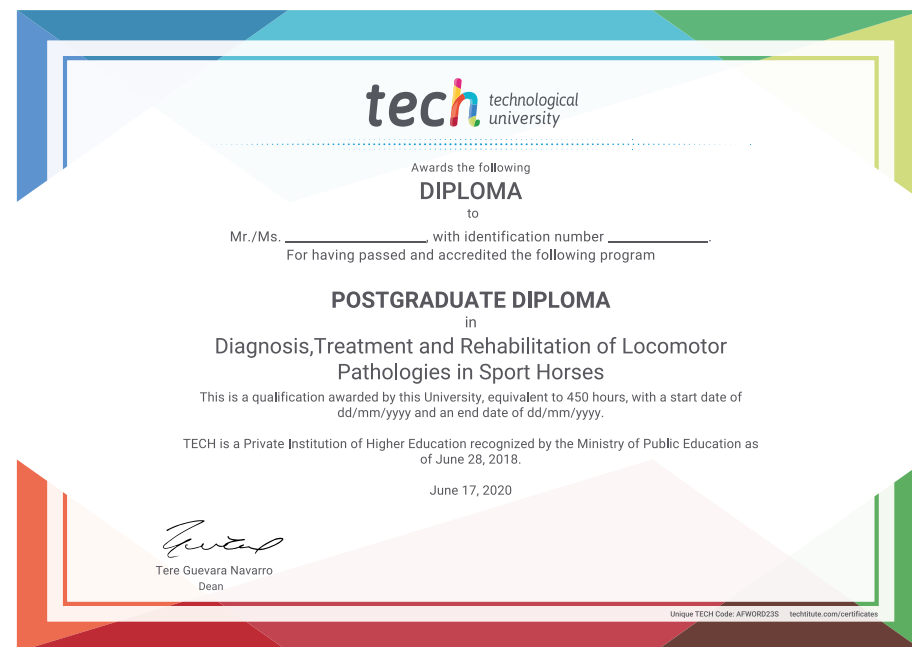 tech technological
university
Awards the following
DIPLOMA
to
Mr./Ms. ____________________, with identification number ______________.
For having passed and accredited the following program
POSTGRADUATE DIPLOMA
in
Diagnosis,Treatment and Rehabilitation of Locomotor
Pathologies in Sport Horses
This is a qualification awarded by this University, equivalent to 450 hours, with a start date of
dd/mm/yyyy and an end date of dd/mm/yyyy.
TECH is a Private Institution of Higher Education recognized by the Ministry of Public Education as
of June 28, 2018.
June 17, 2020
Tere Guevara Navarro
Dean
Unique TECH Code: AFWORD23S techtitute.com/certificates